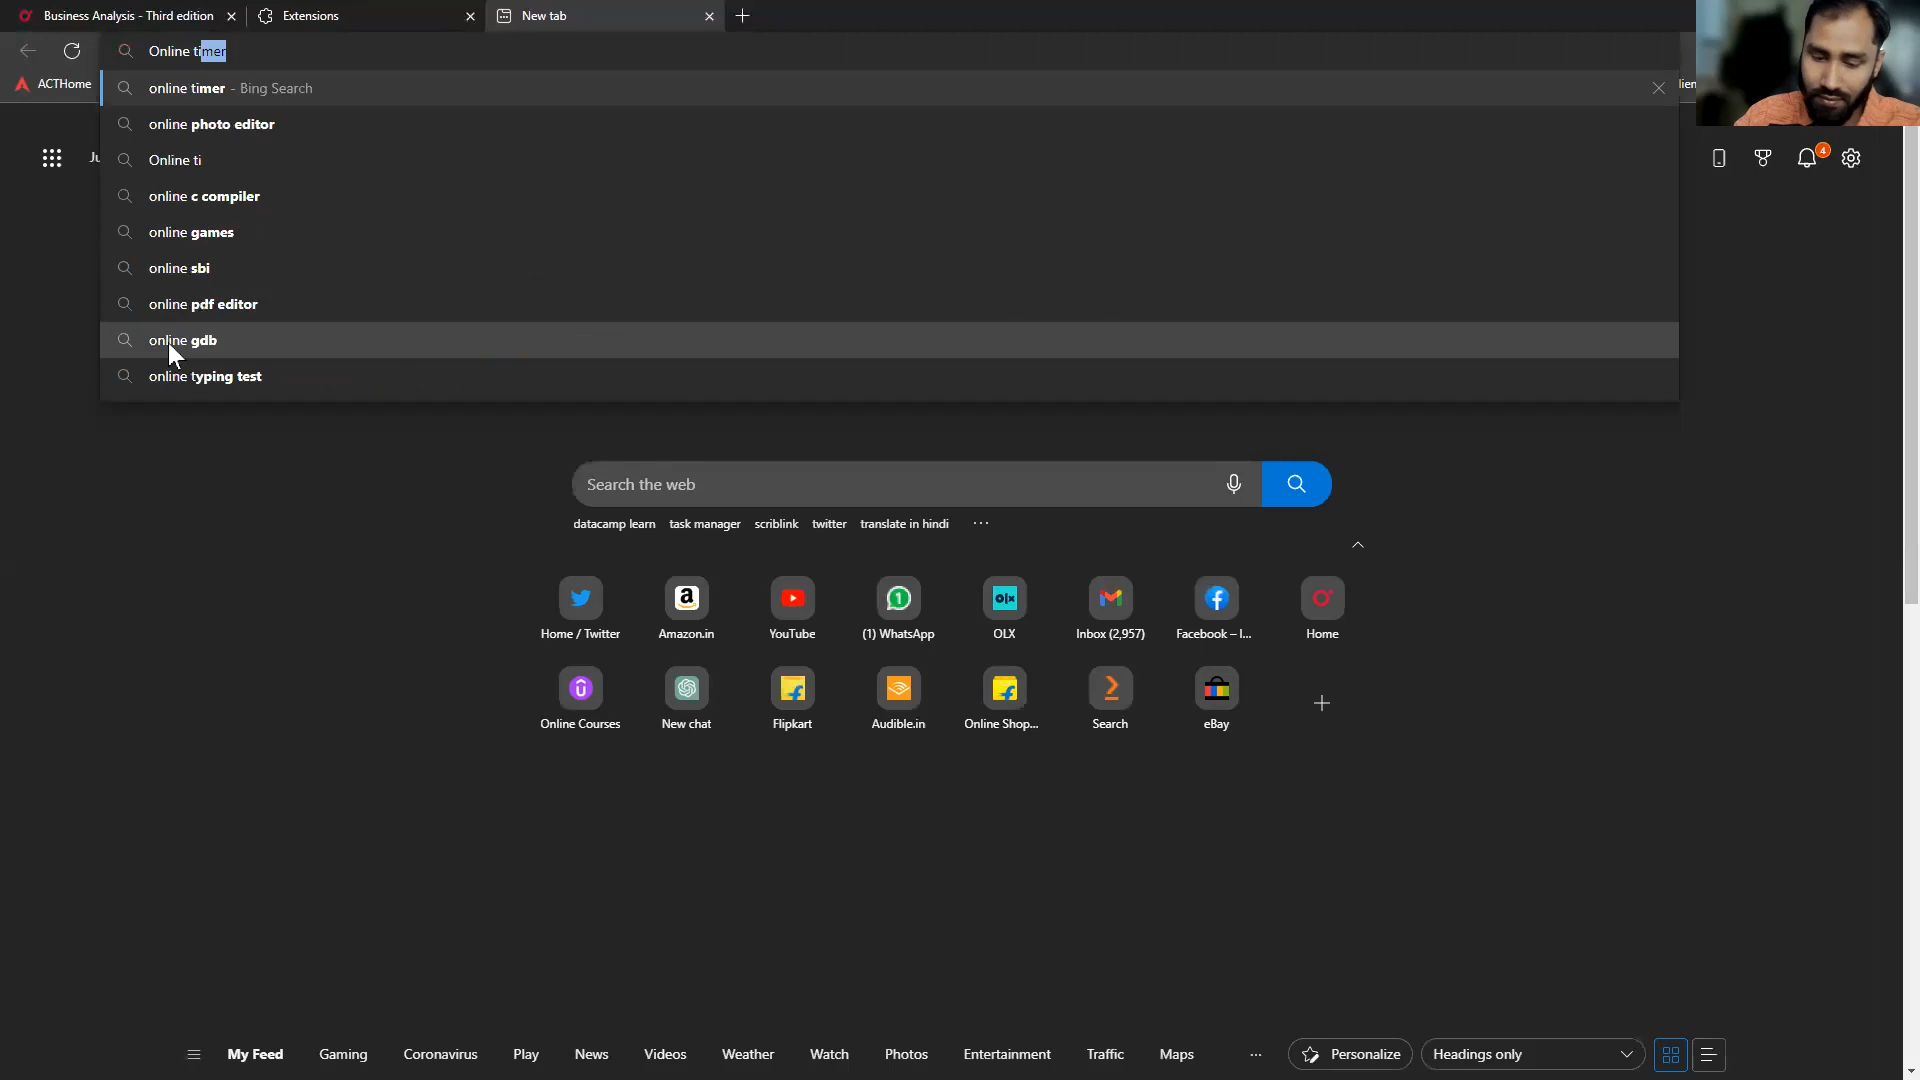 Business Analysis - Third edition
Extensions
New tab
Online timer
ACTHome
online timer - Bing Search
online photo editor
Online ti
4
online c compiler
online games
online sbi
online pdf editor
online gdb
online typing test
Search the web
datacamp learn task manager scriblink twitter translate in hindi ...
a
1
olx
Home / Twitter
Amazon.in
YouTube
(1) WhatsApp
OLX
Inbox (2,957)
Facebook – l...
Home
Online Courses
New chat
Flipkart
Audible.in
Online Shop...
Search
eBay
My Feed Gaming Coronavirus Play News Videos Weather Watch Photos Entertainment Traffic Maps ... Personalize Headings only